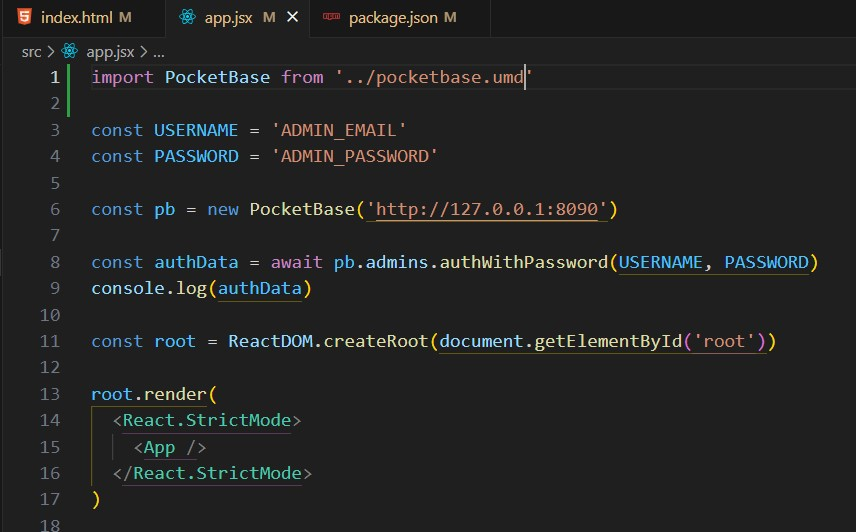 index.html M app.jsx M package.json M
src > app.jsx > ...
1 import PocketBase from '../pocketbase.umd'
2
3 const USERNAME = 'ADMIN_EMAIL'
4 const PASSWORD = 'ADMIN_PASSWORD'
5
6 const pb = new PocketBase('http://127.0.0.1:8090')
7
8 const authData = await pb.admins.authWithPassword(USERNAME, PASSWORD)
9 console.log(authData)
10
11 const root = ReactDOM.createRoot(document.getElementById('root'))
12
13 root.render(
14   <React.StrictMode>
15     <App />
16   </React.StrictMode>
17 )
18